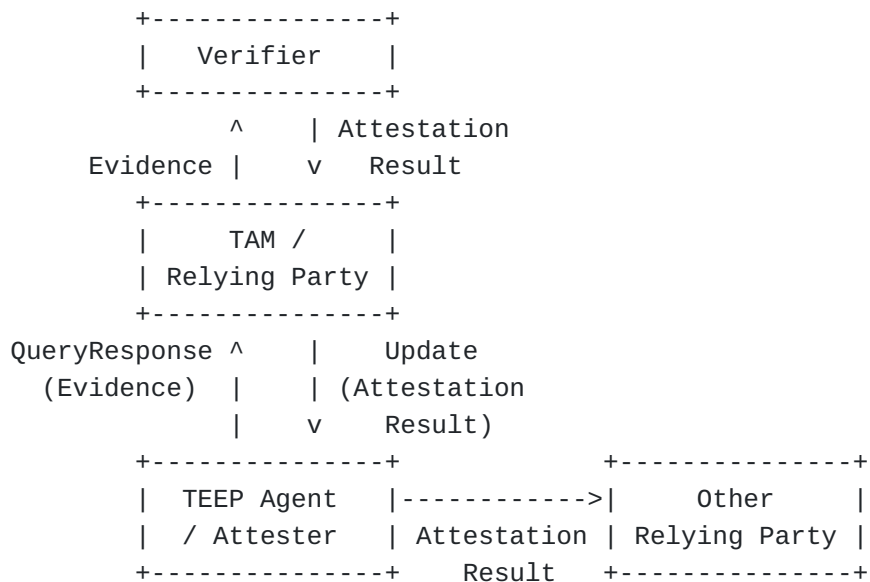 +---------------+
|   Verifier    |
+---------------+
^    | Attestation
Evidence |    v   Result
+---------------+
|     TAM /     |
| Relying Party |
+---------------+
QueryResponse ^    |    Update
(Evidence)  |    | (Attestation
|    v    Result)
+---------------+             +---------------+
|  TEEP Agent   |------------>|     Other     |
|  / Attester   | Attestation | Relying Party |
+---------------+    Result   +---------------+